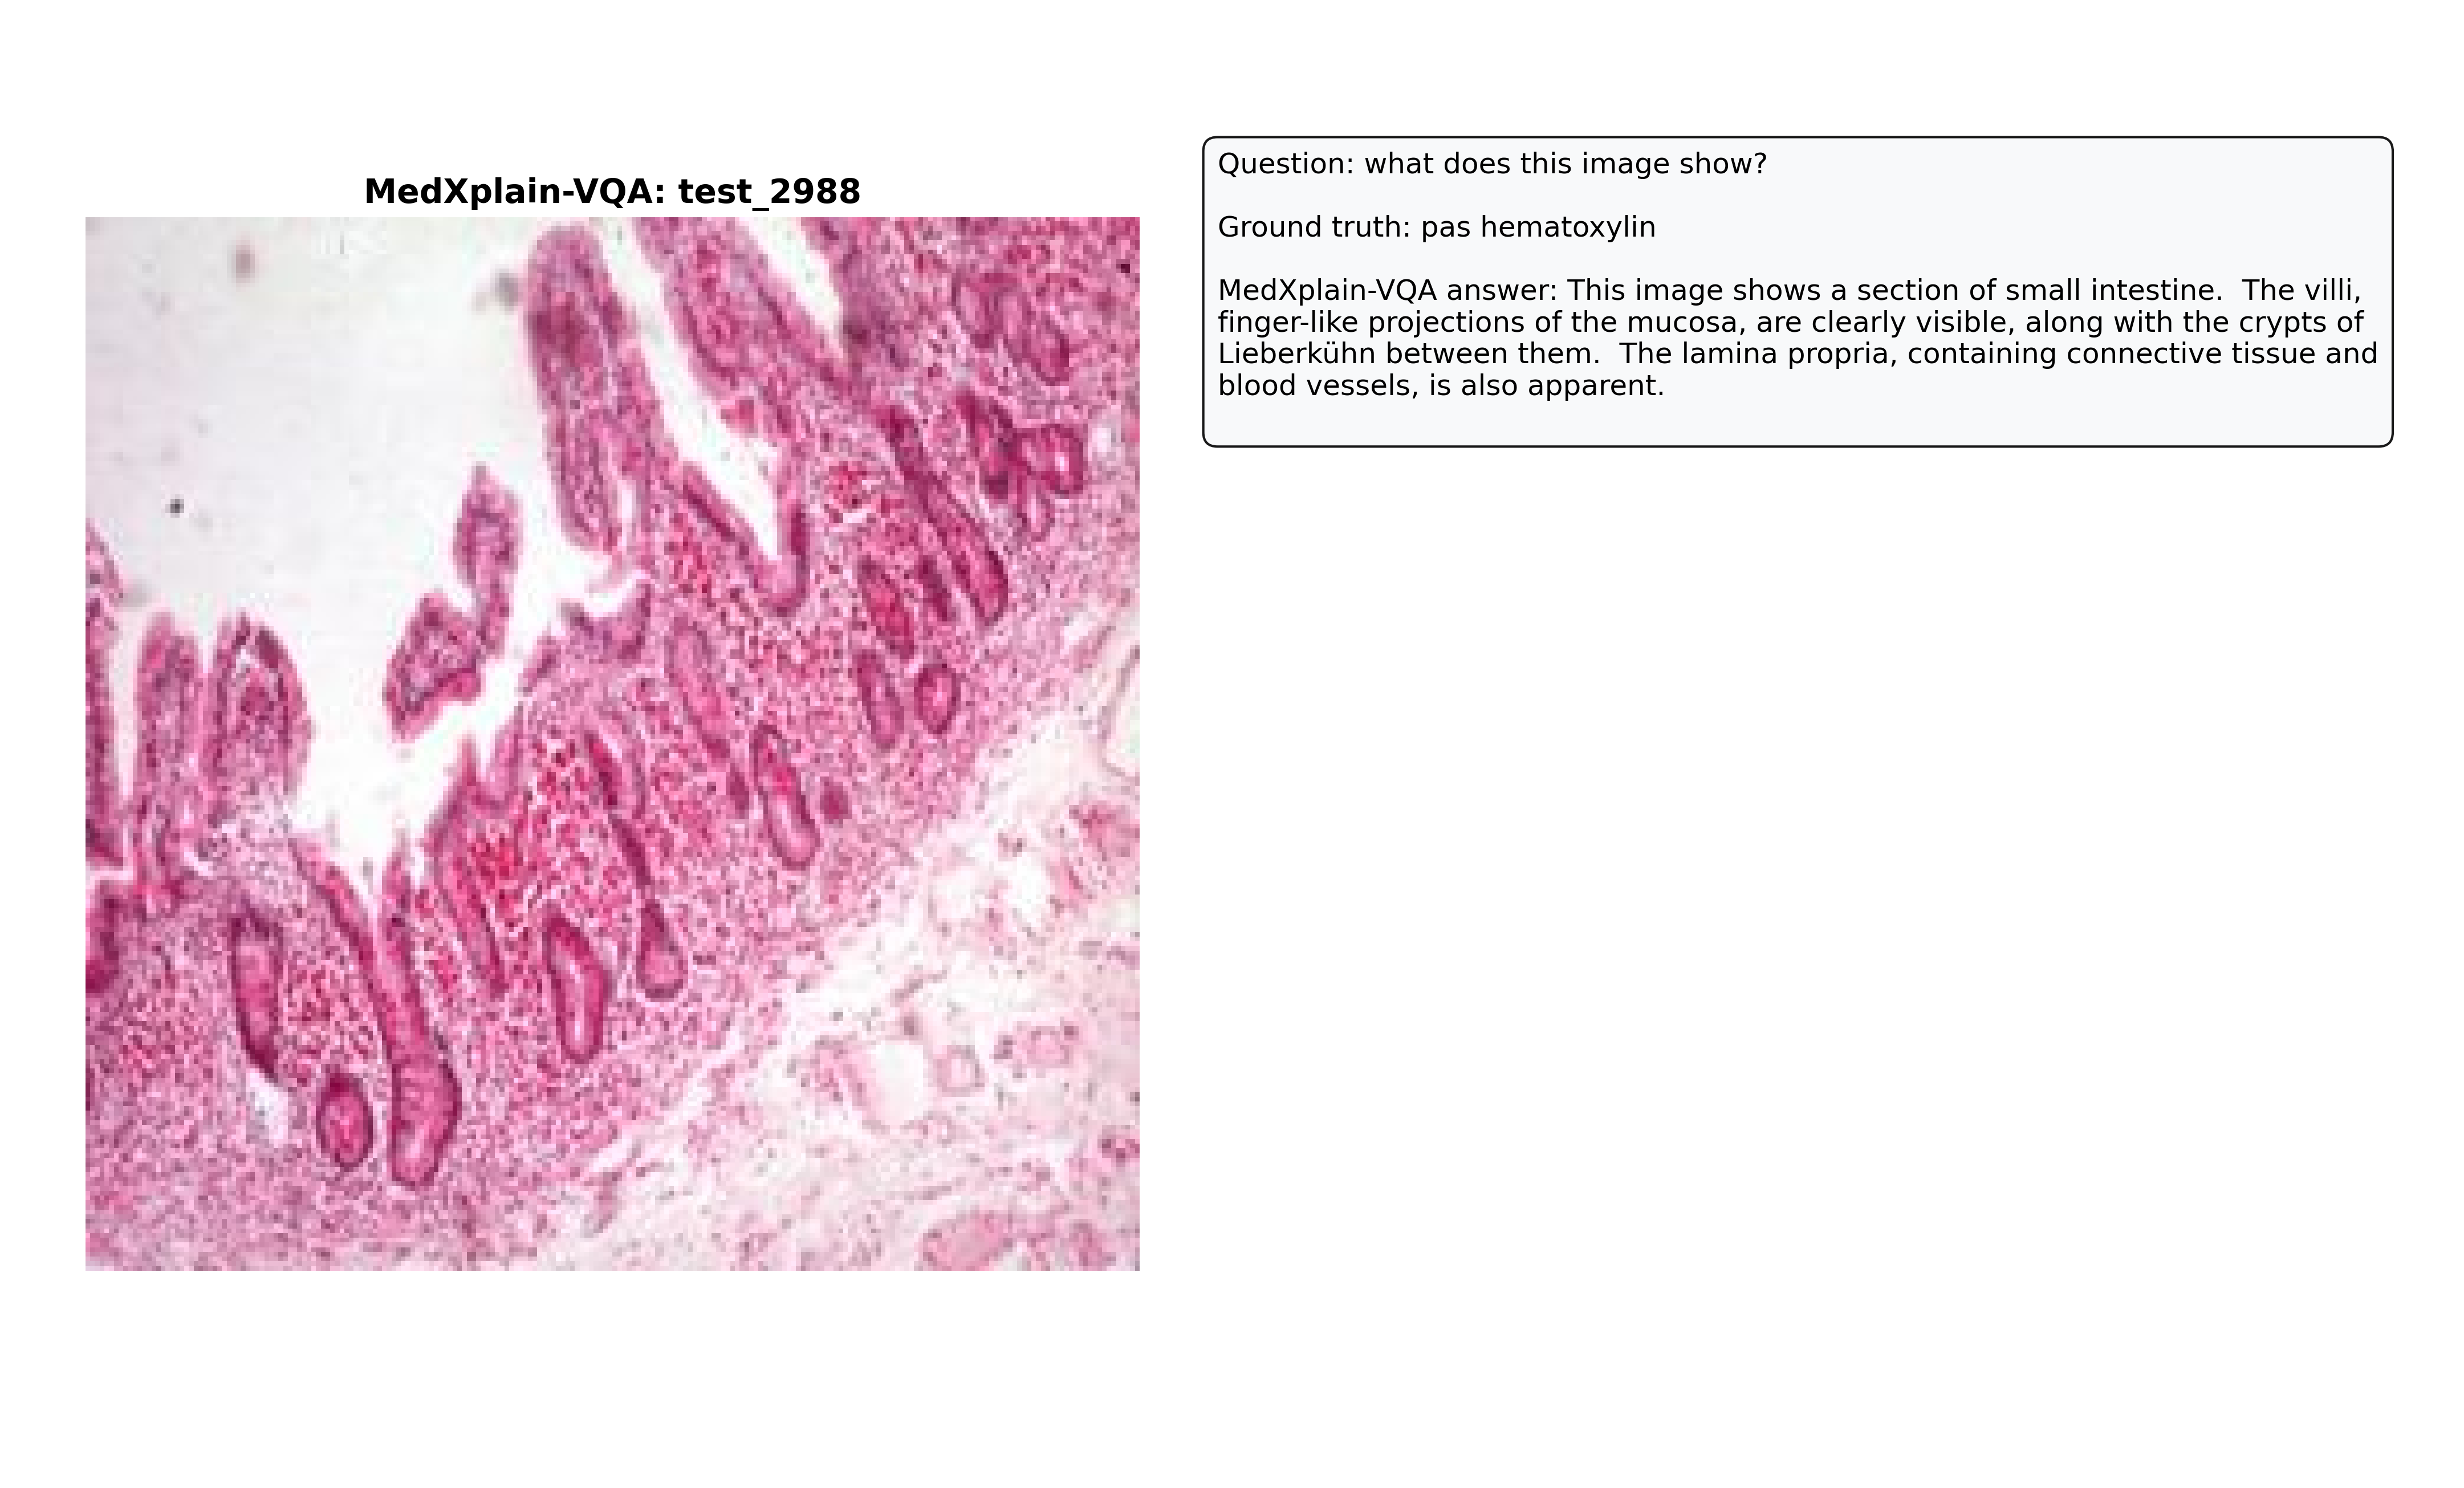 MedXplain-VQA: test_2988
Question: what does this image show?
Ground truth: pas hematoxylin
MedXplain-VQA answer: This image shows a section of small intestine.  The villi,
finger-like projections of the mucosa, are clearly visible, along with the crypts of
Lieberkühn between them.  The lamina propria, containing connective tissue and
blood vessels, is also apparent.